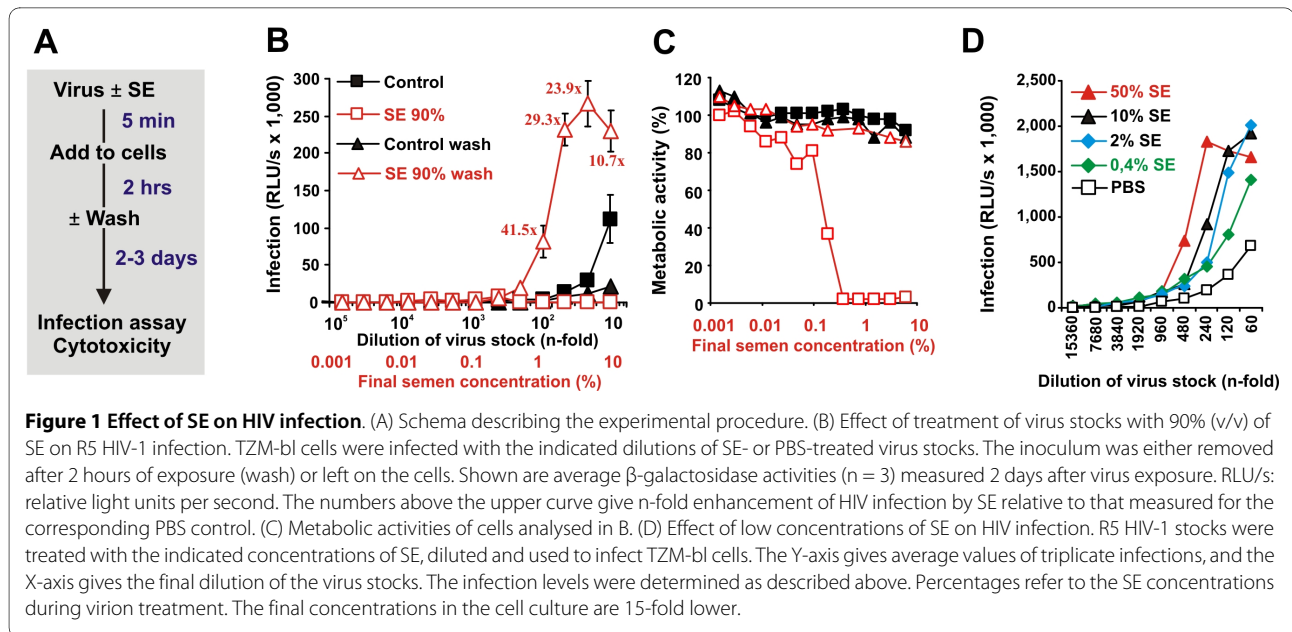 A
Virus ± SE
5 min
Add to cells
2 hrs
± Wash
2-3 days
Infection assay
Cytotoxicity
B
Infection (RLU/s x 1,000)
300
250
200
150
100
50
0
Control
SE 90%
Control wash
SE 90% wash
23.9x
29.3x
10.7x
41.5x
10⁵ 10⁴ 10³ 10² 10¹
Dilution of virus stock (n-fold)
0.001 0.01 0.1 1 10
Final semen concentration (%)
C
Metabolic activity (%)
120
100
80
60
40
20
0
0.001 0.01 0.1 1 10
Final semen concentration (%)
D
Infection (RLU/s x 1,000)
2,500
2,000
1,500
1,000
500
0
50% SE
10% SE
2% SE
0,4% SE
PBS
15360 7680 3840 1920 960 480 240 120 60
Dilution of virus stock (n-fold)
Figure 1 Effect of SE on HIV infection. (A) Schema describing the experimental procedure. (B) Effect of treatment of virus stocks with 90% (v/v) of
SE on R5 HIV-1 infection. TZM-bl cells were infected with the indicated dilutions of SE- or PBS-treated virus stocks. The inoculum was either removed
after 2 hours of exposure (wash) or left on the cells. Shown are average β-galactosidase activities (n = 3) measured 2 days after virus exposure. RLU/s:
relative light units per second. The numbers above the upper curve give n-fold enhancement of HIV infection by SE relative to that measured for the
corresponding PBS control. (C) Metabolic activities of cells analysed in B. (D) Effect of low concentrations of SE on HIV infection. R5 HIV-1 stocks were
treated with the indicated concentrations of SE, diluted and used to infect TZM-bl cells. The Y-axis gives average values of triplicate infections, and the
X-axis gives the final dilution of the virus stocks. The infection levels were determined as described above. Percentages refer to the SE concentrations
during virion treatment. The final concentrations in the cell culture are 15-fold lower.